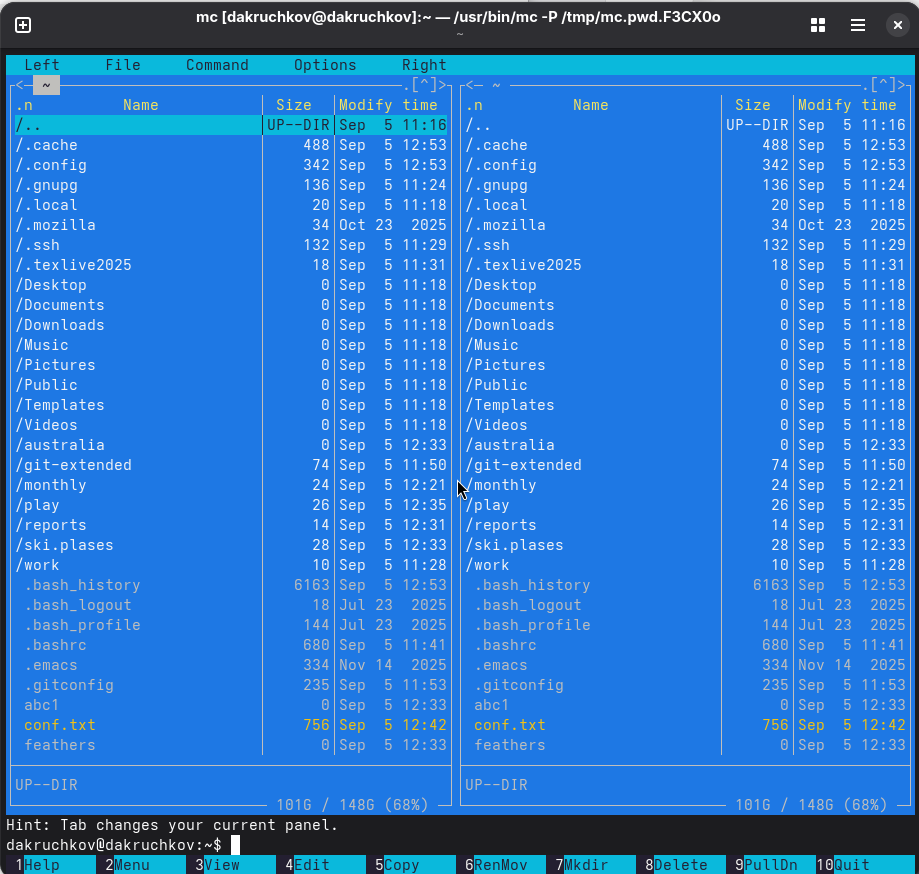 mc [dakruchkov@dakruchkov]:~ — /usr/bin/mc -P /tmp/mc.pwd.F3CX0o
~
Left File Command Options Right
<─ ~ .[^]>
.n Name Size Modify time
/.. UP--DIR Sep 5 11:16
/.cache 488 Sep 5 12:53
/.config 342 Sep 5 12:53
/.gnupg 136 Sep 5 11:24
/.local 20 Sep 5 11:18
/.mozilla 34 Oct 23 2025
/.ssh 132 Sep 5 11:29
/.texlive2025 18 Sep 5 11:31
/Desktop 0 Sep 5 11:18
/Documents 0 Sep 5 11:18
/Downloads 0 Sep 5 11:18
/Music 0 Sep 5 11:18
/Pictures 0 Sep 5 11:18
/Public 0 Sep 5 11:18
/Templates 0 Sep 5 11:18
/Videos 0 Sep 5 11:18
/australia 0 Sep 5 12:33
/git-extended 74 Sep 5 11:50
/monthly 24 Sep 5 12:21
/play 26 Sep 5 12:35
/reports 14 Sep 5 12:31
/ski.plases 28 Sep 5 12:33
/work 10 Sep 5 11:28
.bash_history 6163 Sep 5 12:53
.bash_logout 18 Jul 23 2025
.bash_profile 144 Jul 23 2025
.bashrc 680 Sep 5 11:41
.emacs 334 Nov 14 2025
.gitconfig 235 Sep 5 11:53
abc1 0 Sep 5 12:33
conf.txt 756 Sep 5 12:42
feathers 0 Sep 5 12:33
UP--DIR
101G / 148G (68%)
<─ ~ .[^]>
.n Name Size Modify time
/.. UP--DIR Sep 5 11:16
/.cache 488 Sep 5 12:53
/.config 342 Sep 5 12:53
/.gnupg 136 Sep 5 11:24
/.local 20 Sep 5 11:18
/.mozilla 34 Oct 23 2025
/.ssh 132 Sep 5 11:29
/.texlive2025 18 Sep 5 11:31
/Desktop 0 Sep 5 11:18
/Documents 0 Sep 5 11:18
/Downloads 0 Sep 5 11:18
/Music 0 Sep 5 11:18
/Pictures 0 Sep 5 11:18
/Public 0 Sep 5 11:18
/Templates 0 Sep 5 11:18
/Videos 0 Sep 5 11:18
/australia 0 Sep 5 12:33
/git-extended 74 Sep 5 11:50
/monthly 24 Sep 5 12:21
/play 26 Sep 5 12:35
/reports 14 Sep 5 12:31
/ski.plases 28 Sep 5 12:33
/work 10 Sep 5 11:28
.bash_history 6163 Sep 5 12:53
.bash_logout 18 Jul 23 2025
.bash_profile 144 Jul 23 2025
.bashrc 680 Sep 5 11:41
.emacs 334 Nov 14 2025
.gitconfig 235 Sep 5 11:53
abc1 0 Sep 5 12:33
conf.txt 756 Sep 5 12:42
feathers 0 Sep 5 12:33
UP--DIR
101G / 148G (68%)
Hint: Tab changes your current panel.
dakruchkov@dakruchkov:~$
1Help 2Menu 3View 4Edit 5Copy 6RenMov 7Mkdir 8Delete 9PullDn 10Quit